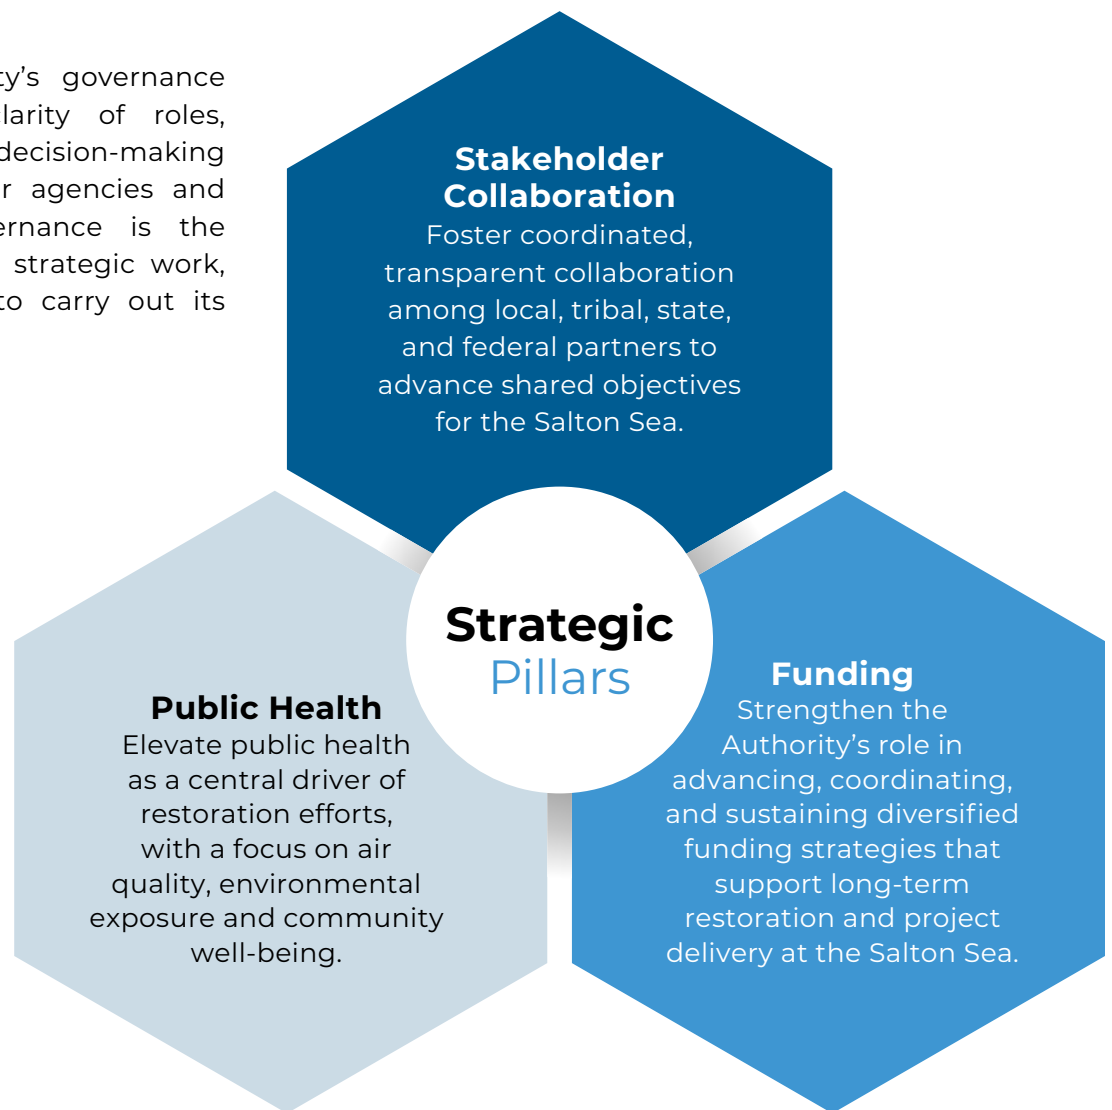 ty's governance
larity of roles,
decision-making
r agencies and
ernance is the
strategic work,
to carry out its
Stakeholder
Collaboration
Foster coordinated,
transparent collaboration
among local, tribal, state,
and federal partners to
advance shared objectives
for the Salton Sea.
Strategic
Pillars
Public Health
Elevate public health
as a central driver of
restoration efforts,
with a focus on air
quality, environmental
exposure and community
well-being.
Funding
Strengthen the
Authority's role in
advancing, coordinating,
and sustaining diversified
funding strategies that
support long-term
restoration and project
delivery at the Salton Sea.